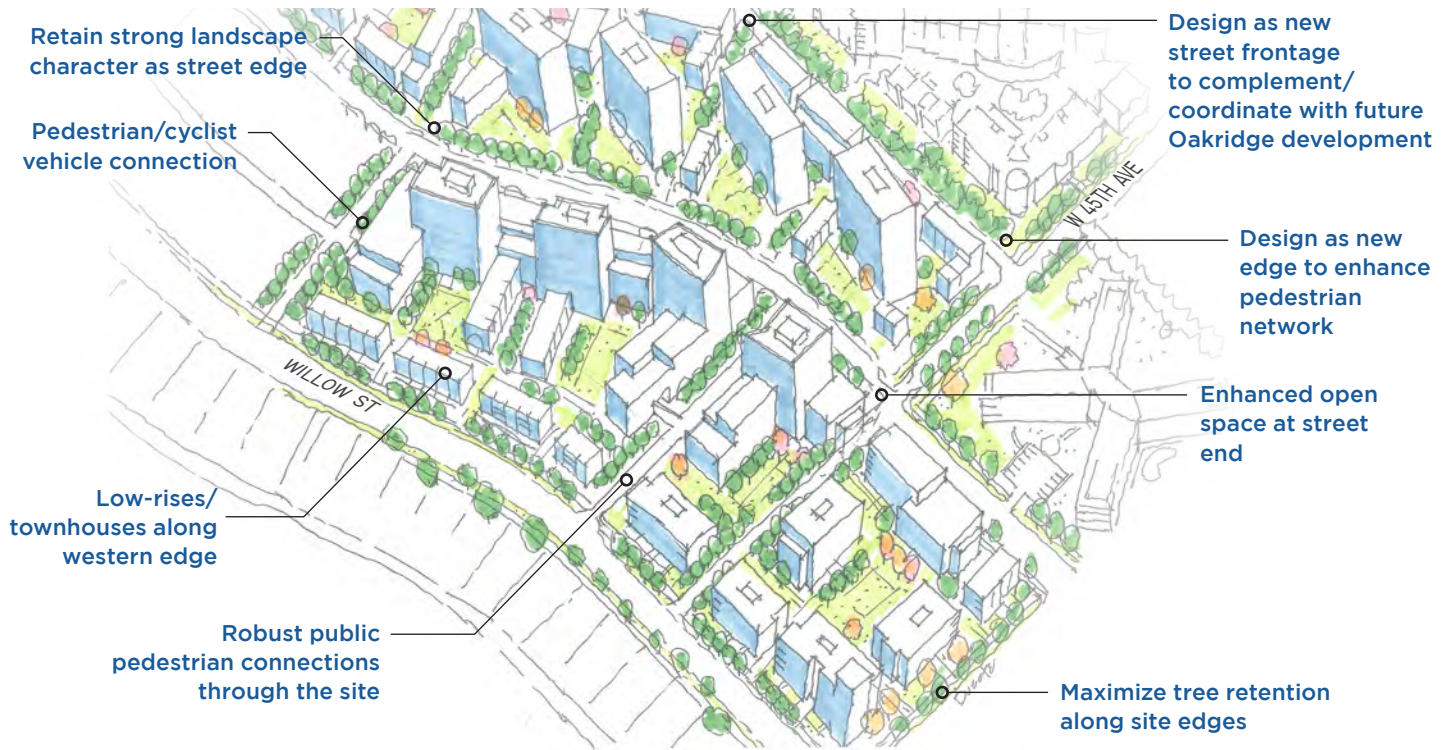 Retain strong landscape
character as street edge
Pedestrian/cyclist
vehicle connection
Low-rises/
townhouses along
western edge
Robust public
pedestrian connections
through the site
WILLOW ST
W 45TH AVE
Design as new
street frontage
to complement/
coordinate with future
Oakridge development
Design as new
edge to enhance
pedestrian
network
Enhanced open
space at street
end
Maximize tree retention
along site edges